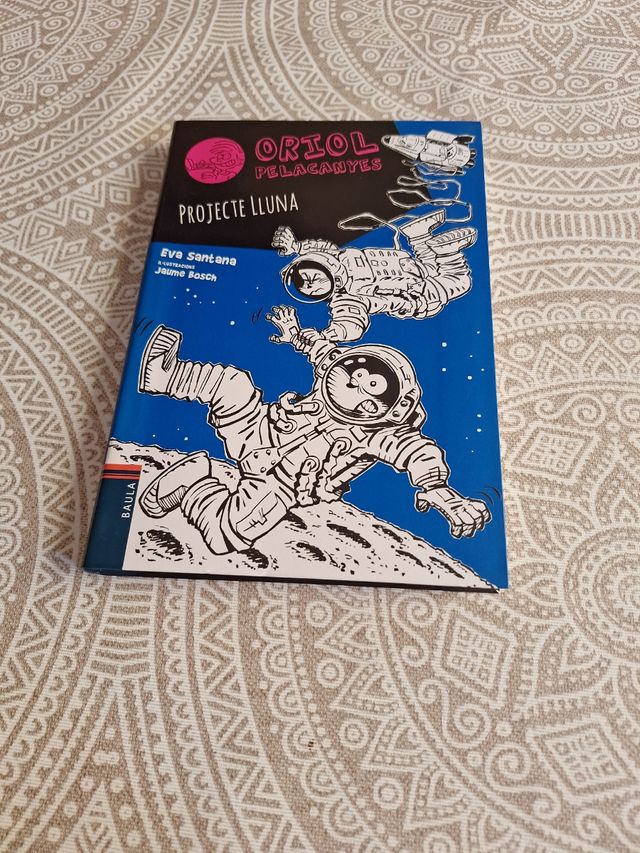 ORIOL
PELACANYES
PROJECTE LLUNA
Eva Santana
IL·LUSTRACIONS
Jaume Bosch
BAULA